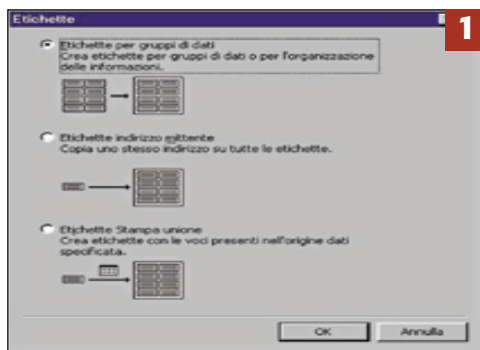 Etichette
1
Etichette per gruppi di dati
Crea etichette per gruppi di dati o per l'organizzazione
delle informazioni.
Etichette indirizzo mittente
Copia uno stesso indirizzo su tutte le etichette.
Etichette Stampa unione
Crea etichette con le voci presenti nell'origine dati
specificata.
OK
Annulla